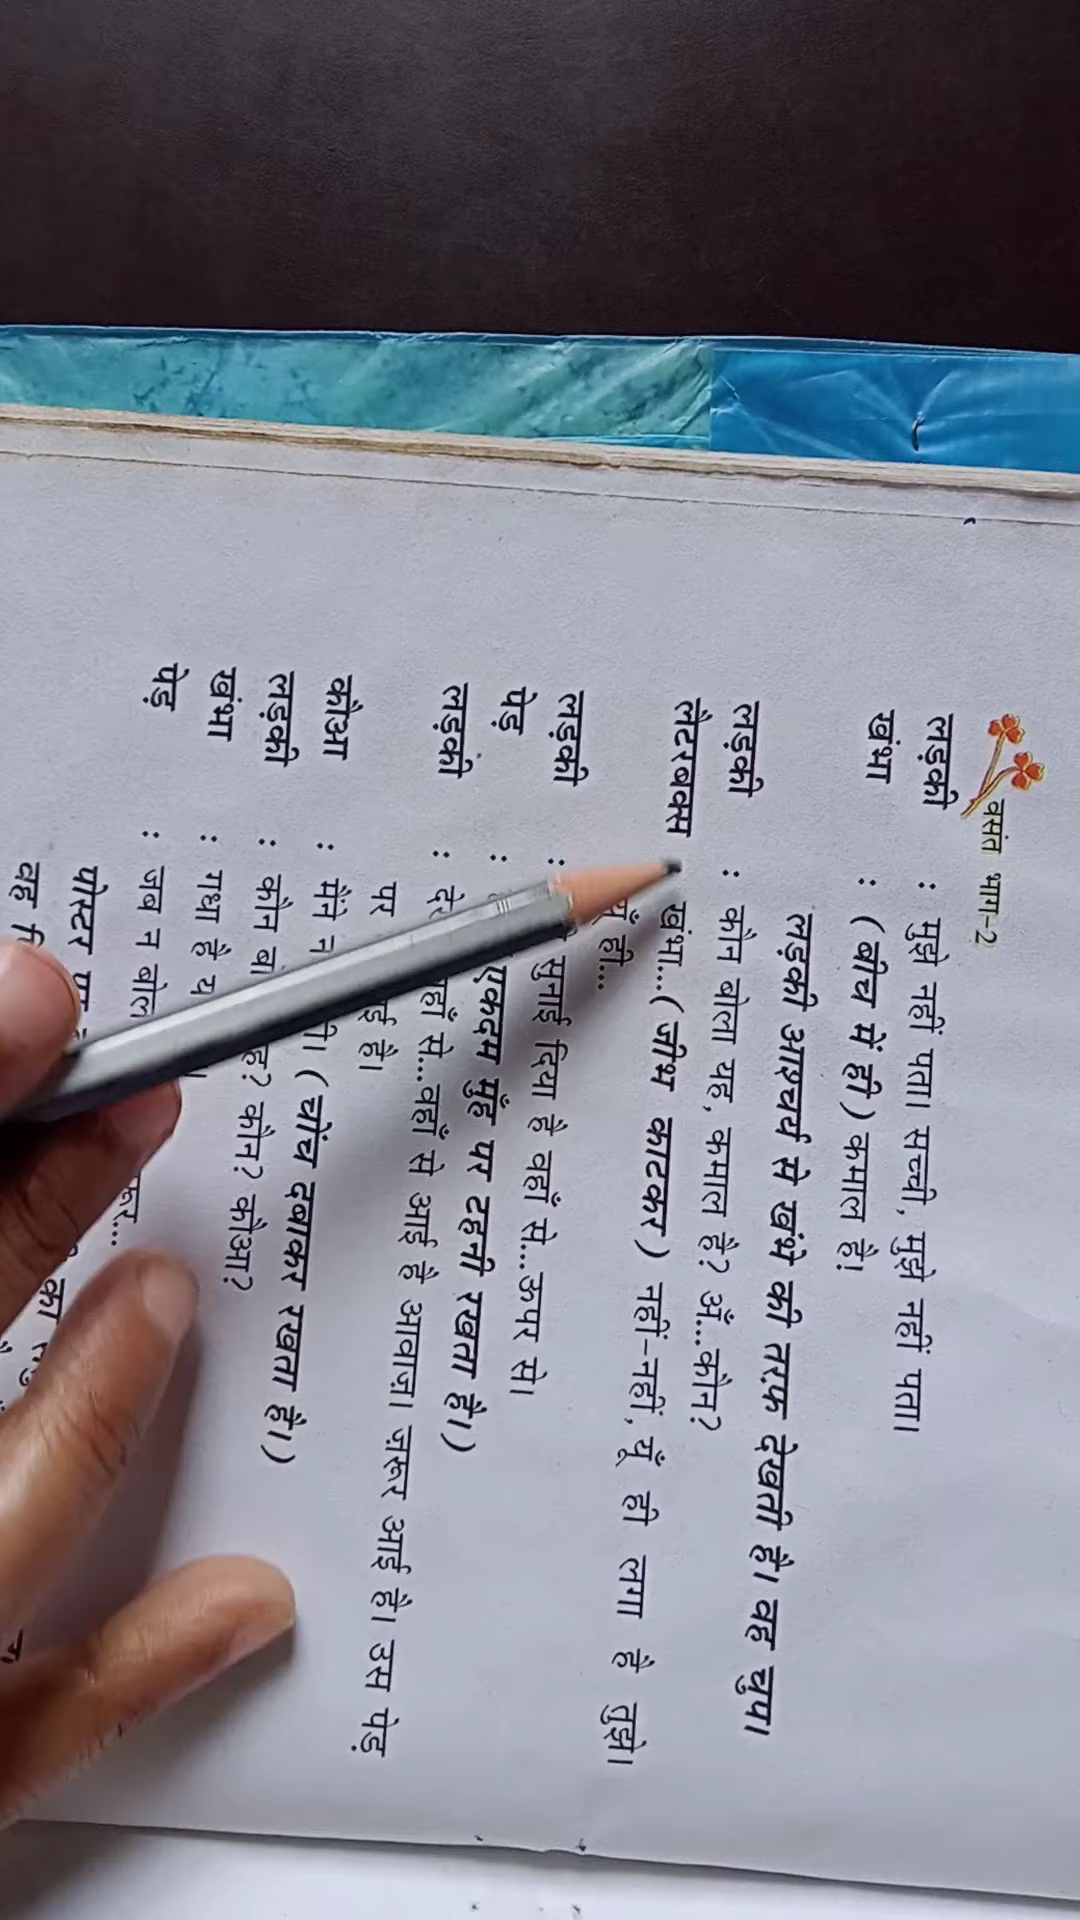 वसंत भाग-2
लड़की : मुझे नहीं पता। सच्ची, मुझे नहीं पता।
खंभा : (बीच में ही) कमाल है!
लड़की आश्चर्य से खंभे की तरफ़ देखती है। वह चुप।
लड़की : कौन बोला यह, कमाल है? अँ...कौन?
लैटरबक्स खंभा...(जीभ काटकर) नहीं-नहीं, यूँ ही लगा है तुझे।
यूँ ही...
लड़की : सुनाई दिया है वहाँ से...ऊपर से।
पेड़ : एकदम मुँह पर टहनी रखता है।)
लड़की : से...वहाँ से आई है आवाज़। ज़रूर आई है। उस पेड़
पर है।
कौआ : मैंने (चोंच दबाकर रखता है।)
लड़की : कौन कौन? कौआ?
खंभा : गधा है
पेड़ : जब न
पोस्टर
वह